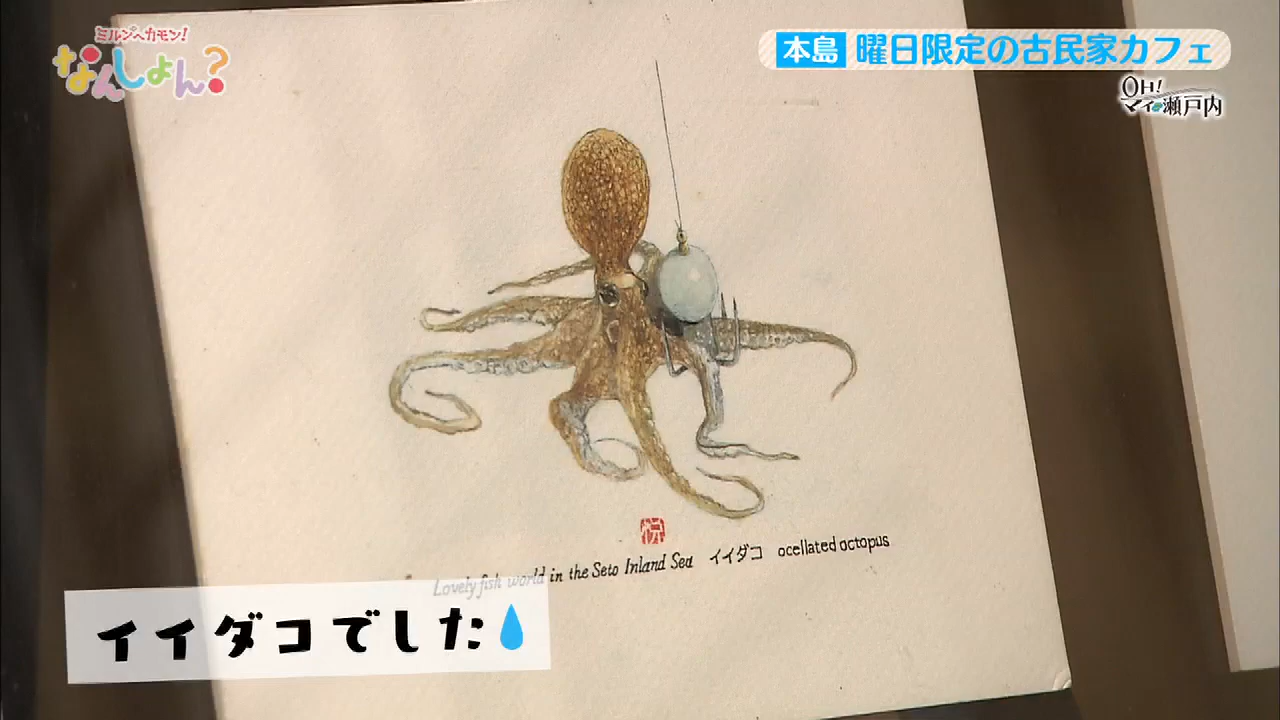 ミルン♪カモン!
なんしょん?
本島 曜日限定の古民家カフェ
OH!
マイ瀬戸内
悦
Lovely fish world in the Seto Inland Sea イイダコ ocellated octopus
イイダコでした